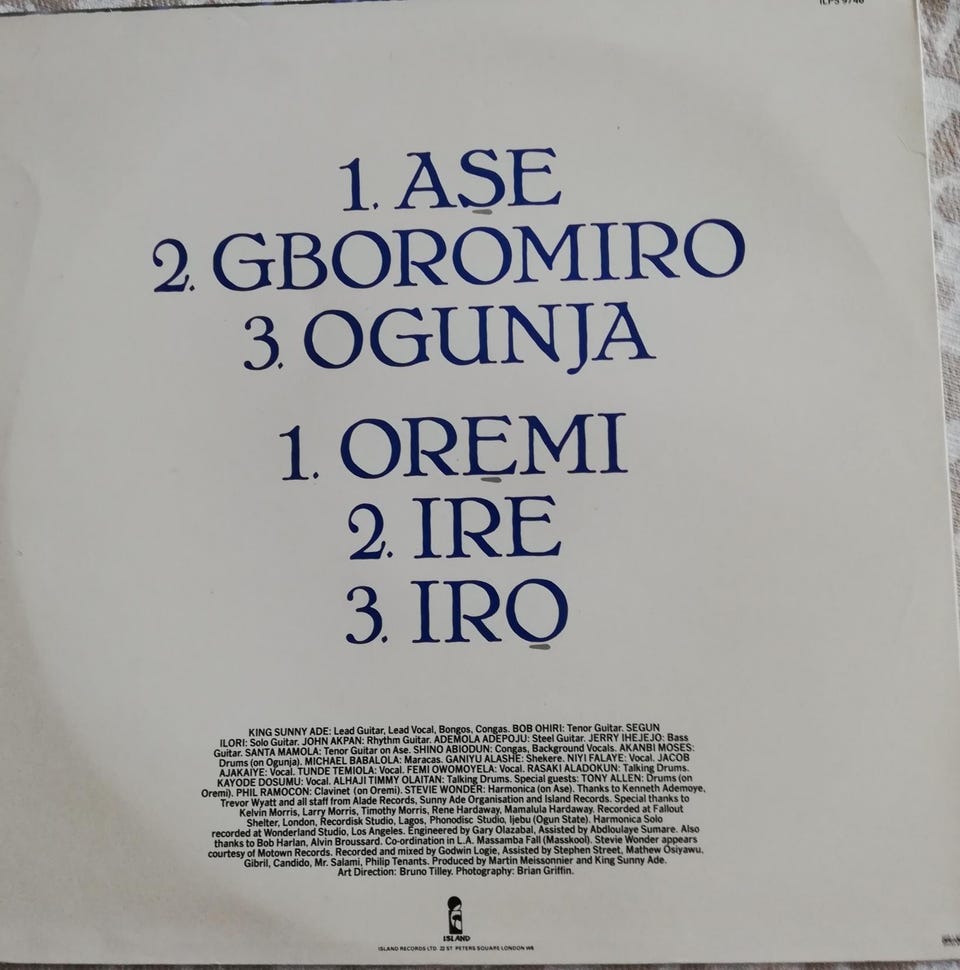 ILPS 9746
1. ASE
2. GBOROMIRO
3. OGUNJA
1. OREMI
2. IRE
3. IRO
KING SUNNY ADE: Lead Guitar, Lead Vocal, Bongos, Congas. BOB OHIRI: Tenor Guitar. SEGUN
ILORI: Solo Guitar. JOHN AKPAN: Rhythm Guitar. ADEMOLA ADEPOJU: Steel Guitar. JERRY IHEJEJO: Bass
Guitar. SANTA MAMOLA: Tenor Guitar on Ase. SHINO ABIODUN: Congas, Background Vocals. AKANBI MOSES:
Drums (on Ogunja). MICHAEL BABALOLA: Maracas. GANIYU ALASHE: Shekere. NIYI FALAYE: Vocal. JACOB
AJAKAIYE: Vocal. TUNDE TEMIOLA: Vocal. FEMI OWOMOYELA: Vocal. RASAKI ALADOKUN: Talking Drums.
KAYODE DOSUMU: Vocal. ALHAJI TIMMY OLAITAN: Talking Drums. Special guests: TONY ALLEN: Drums (on
Oremi). PHIL RAMOCON: Clavinet (on Oremi). STEVIE WONDER: Harmonica (on Ase). Thanks to Kenneth Ademoye,
Trevor Wyatt and all staff from Alade Records, Sunny Ade Organisation and Island Records. Special thanks to
Kelvin Morris, Larry Morris, Timothy Morris, Rene Hardaway, Mamalula Hardaway. Recorded at Fallout
Shelter, London, Recordisk Studio, Lagos, Phonodisc Studio, Ijebu (Ogun State). Harmonica Solo
recorded at Wonderland Studio, Los Angeles. Engineered by Gary Olazabal, Assisted by Abdloulaye Sumare. Also
thanks to Bob Harlan, Alvin Broussard. Co-ordination in L.A. Massamba Fall (Masskool). Stevie Wonder appears
courtesy of Motown Records. Recorded and mixed by Godwin Logie, Assisted by Stephen Street, Mathew Osiyawu,
Gibril, Candido, Mr. Salami, Philip Tenants. Produced by Martin Meissonnier and King Sunny Ade.
Art Direction: Bruno Tilley. Photography: Brian Griffin.
ISLAND
ISLAND RECORDS LTD. 22 ST PETERS SQUARE LONDON W6